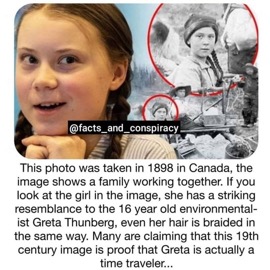 @facts_and_conspiracy
This photo was taken in 1898 in Canada, the
image shows a family working together. If you
look at the girl in the image, she has a striking
resemblance to the 16 year old environmental-
ist Greta Thunberg, even her hair is braided in
the same way. Many are claiming that this 19th
century image is proof that Greta is actually a
time traveler...